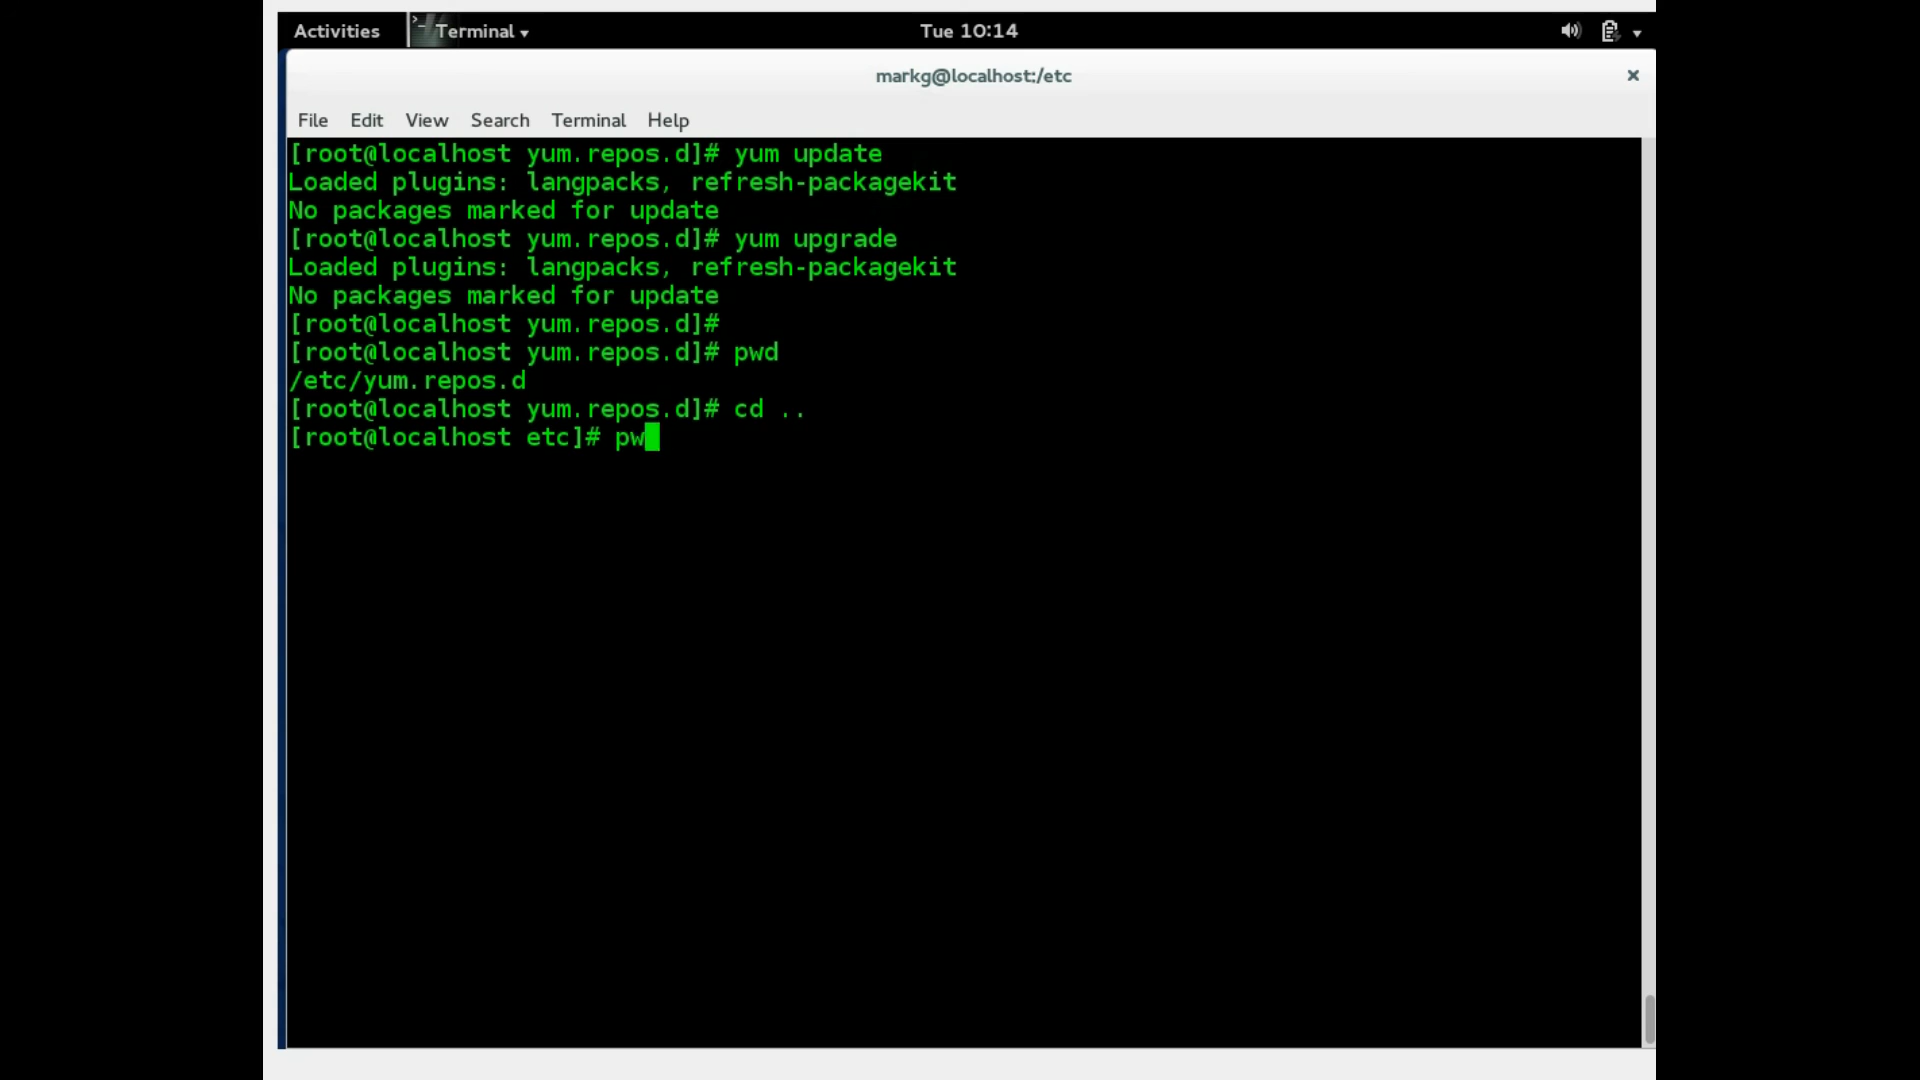 Activities Terminal Tue 10:14
markg@localhost:/etc
File Edit View Search Terminal Help
[root@localhost yum.repos.d]# yum update
Loaded plugins: langpacks, refresh-packagekit
No packages marked for update
[root@localhost yum.repos.d]# yum upgrade
Loaded plugins: langpacks, refresh-packagekit
No packages marked for update
[root@localhost yum.repos.d]#
[root@localhost yum.repos.d]# pwd
/etc/yum.repos.d
[root@localhost yum.repos.d]# cd ..
[root@localhost etc]# pw